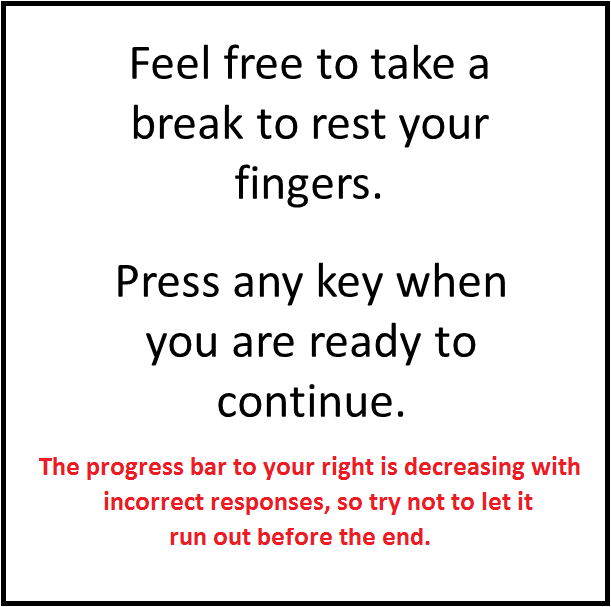 Feel free to take a
break to rest your
fingers.
Press any key when
you are ready to
continue.
The progress bar to your right is decreasing with
incorrect responses, so try not to let it
run out before the end.